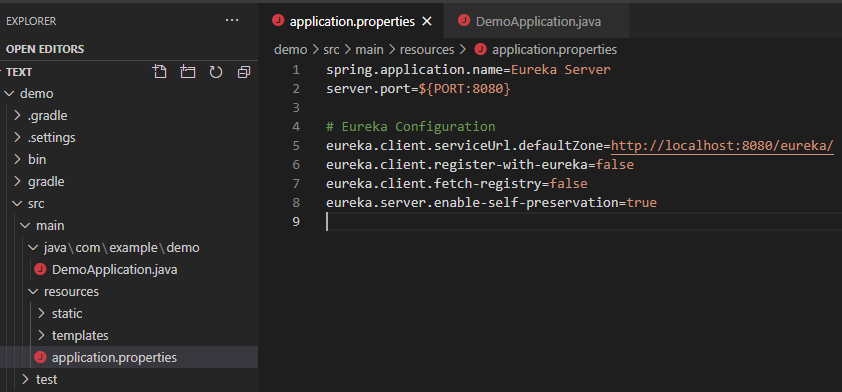 EXPLORER
OPEN EDITORS
TEXT
demo
.gradle
.settings
bin
gradle
src
main
java\com\example\demo
DemoApplication.java
resources
static
templates
application.properties
test
application.properties
DemoApplication.java
demo > src > main > resources > application.properties
1 spring.application.name=Eureka Server
2 server.port=${PORT:8080}
3
4 # Eureka Configuration
5 eureka.client.serviceUrl.defaultZone=http://localhost:8080/eureka/
6 eureka.client.register-with-eureka=false
7 eureka.client.fetch-registry=false
8 eureka.server.enable-self-preservation=true
9